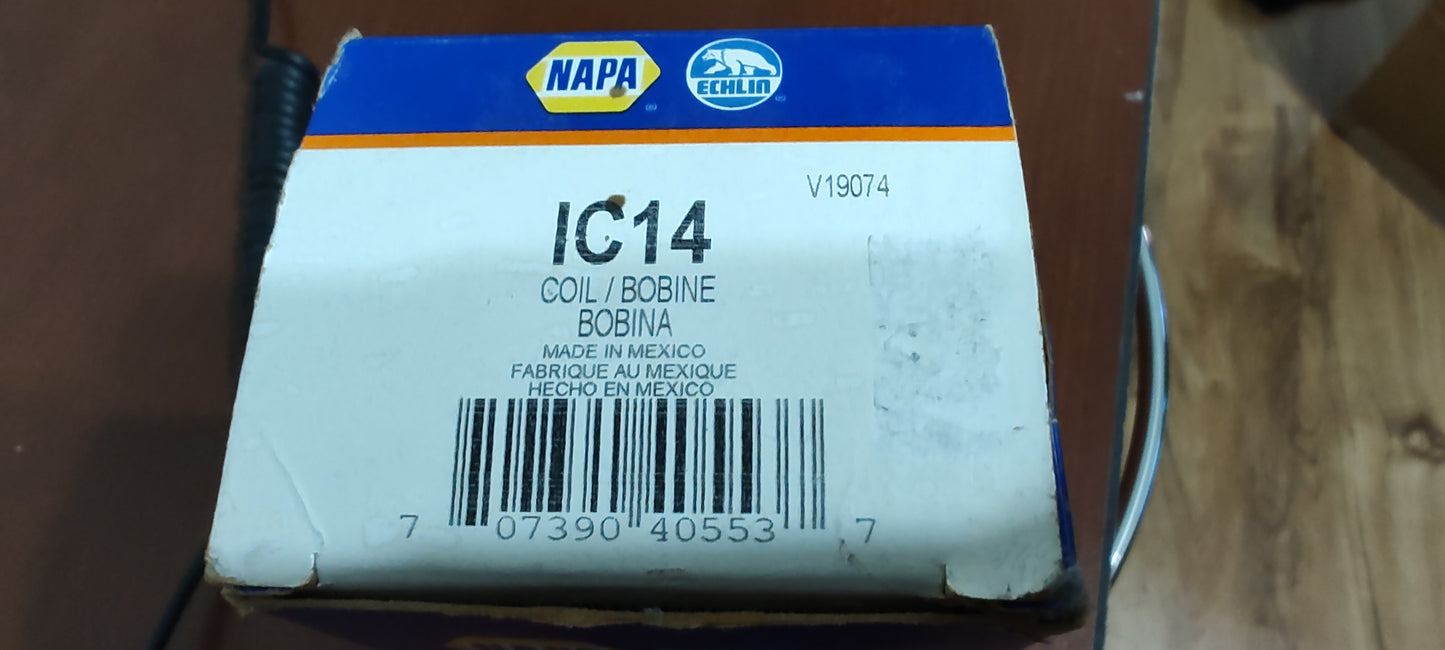 NAPA
ECHLIN
V19074
IC14
COIL / BOBINE
BOBINA
MADE IN MEXICO
FABRIQUE AU MEXIQUE
HECHO EN MEXICO
7 07390 40553 7